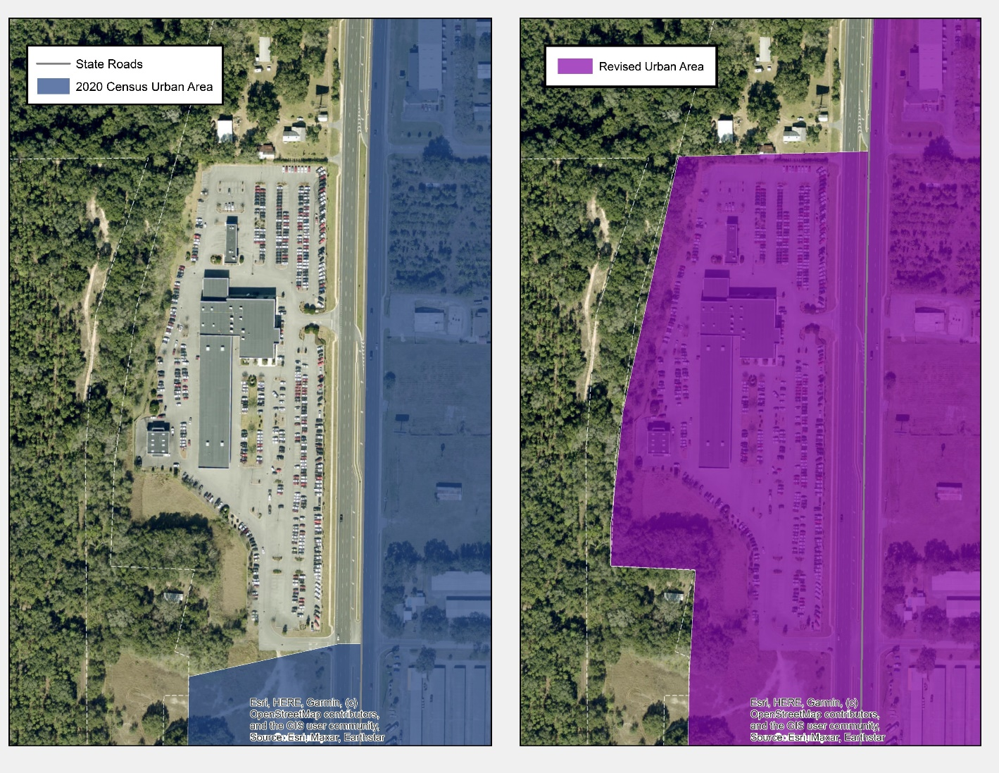 State Roads
2020 Census Urban Area
Esri, HERE, Garmin, (c)
OpenStreetMap contributors,
and the GIS user community,
Source: Esri, Maxar, Earthstar
Revised Urban Area
Esri, HERE, Garmin, (c)
OpenStreetMap contributors,
and the GIS user community,
Source: Esri, Maxar, Earthstar